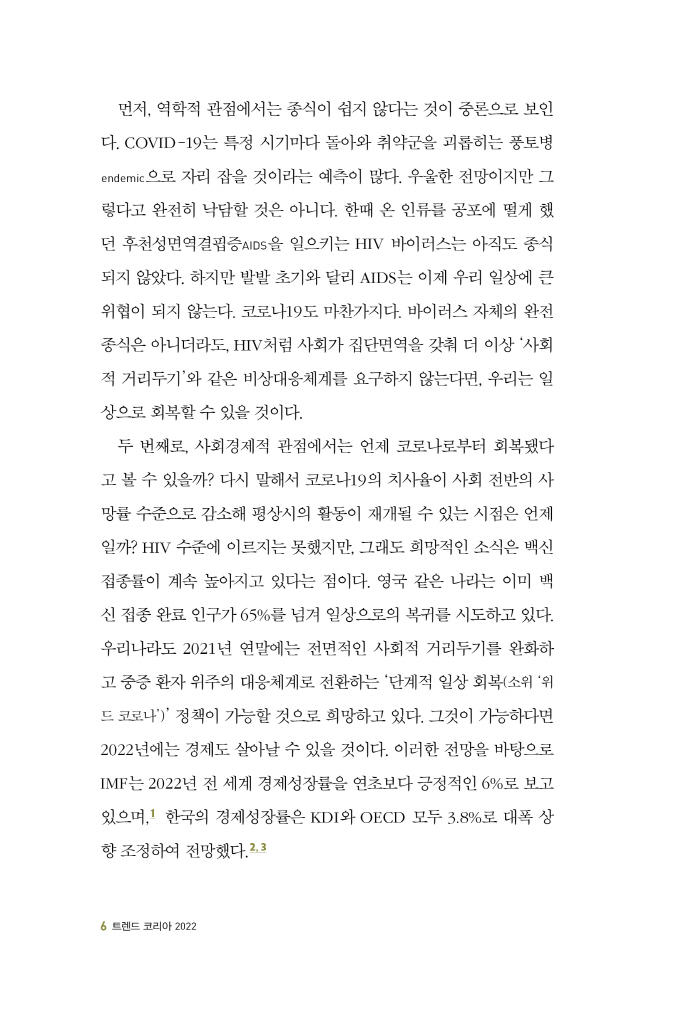 먼저, 역학적 관점에서는 종식이 쉽지 않다는 것이 중론으로 보인
다. COVID-19는 특정 시기마다 돌아와 취약군을 괴롭히는 풍토병
endemic으로 자리 잡을 것이라는 예측이 많다. 우울한 전망이지만 그
렇다고 완전히 낙담할 것은 아니다. 한때 온 인류를 공포에 떨게 했
던 후천성면역결핍증AIDS을 일으키는 HIV 바이러스는 아직도 종식
되지 않았다. 하지만 발발 초기와 달리 AIDS는 이제 우리 일상에 큰
위협이 되지 않는다. 코로나19도 마찬가지다. 바이러스 자체의 완전
종식은 아니더라도, HIV처럼 사회가 집단면역을 갖춰 더 이상 ‘사회
적 거리두기’와 같은 비상대응체계를 요구하지 않는다면, 우리는 일
상으로 회복할 수 있을 것이다.
두 번째로, 사회경제적 관점에서는 언제 코로나로부터 회복됐다
고 볼 수 있을까? 다시 말해서 코로나19의 치사율이 사회 전반의 사
망률 수준으로 감소해 평상시의 활동이 재개될 수 있는 시점은 언제
일까? HIV 수준에 이르지는 못했지만, 그래도 희망적인 소식은 백신
접종률이 계속 높아지고 있다는 점이다. 영국 같은 나라는 이미 백
신 접종 완료 인구가 65%를 넘겨 일상으로의 복귀를 시도하고 있다.
우리나라도 2021년 연말에는 전면적인 사회적 거리두기를 완화하
고 중증 환자 위주의 대응체계로 전환하는 ‘단계적 일상 회복(소위 ‘위
드 코로나’)’ 정책이 가능할 것으로 희망하고 있다. 그것이 가능하다면
2022년에는 경제도 살아날 수 있을 것이다. 이러한 전망을 바탕으로
IMF는 2022년 전 세계 경제성장률을 연초보다 긍정적인 6%로 보고
있으며,1 한국의 경제성장률은 KDI와 OECD 모두 3.8%로 대폭 상
향 조정하여 전망했다.2, 3
6 트렌드 코리아 2022